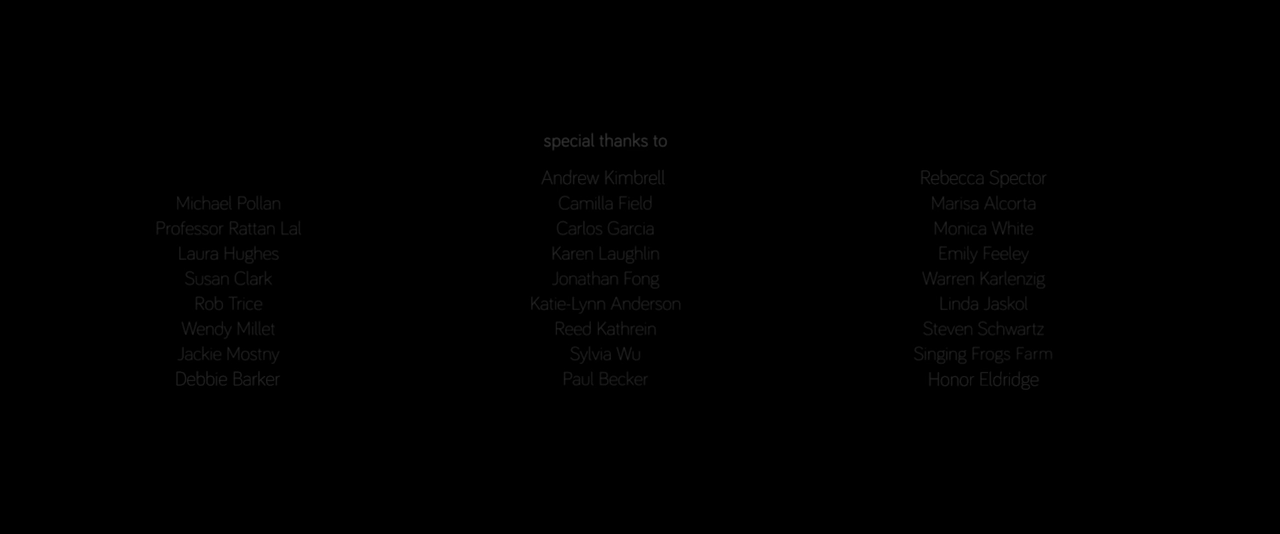 special thanks to
Michael Pollan
Professor Rattan Lal
Laura Hughes
Susan Clark
Rob Trice
Wendy Millet
Jackie Mostny
Debbie Barker
Andrew Kimbrell
Camilla Field
Carlos Garcia
Karen Laughlin
Jonathan Fong
Katie-Lynn Anderson
Reed Kathrein
Sylvia Wu
Paul Becker
Rebecca Spector
Marisa Alcorta
Monica White
Emily Feeley
Warren Karlenzig
Linda Jaskol
Steven Schwartz
Singing Frogs Farm
Honor Eldridge